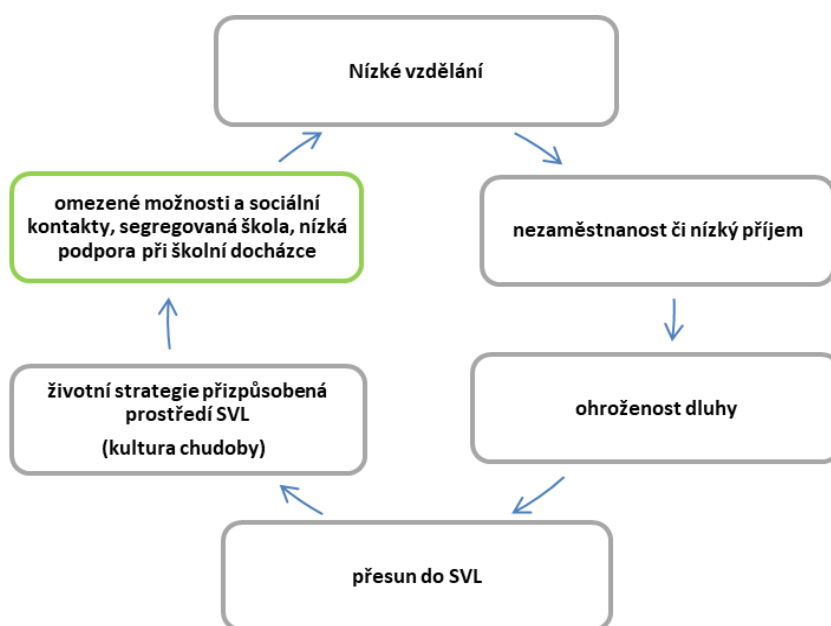 Nízké vzdělání
nezaměstnanost či nízký příjem
ohroženost dluhy
přesun do SVL
životní strategie přizpůsobená
prostředí SVL
(kultura chudoby)
omezené možnosti a sociální
kontakty, segregovaná škola, nízká
podpora při školní docházce